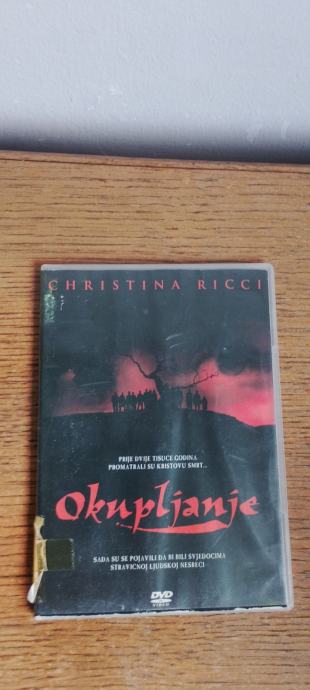 CHRISTINA RICCI
PRIJE DVIJE TISUĆE GODINA
PROMATRALI SU KRISTOVU SMRT...
Okupljanje
SADA SU SE POJAVILI DA BI BILI SVJEDOCIMA
STRAVIČNOJ LJUDSKOJ NESREĆI
DVD
VIDEO